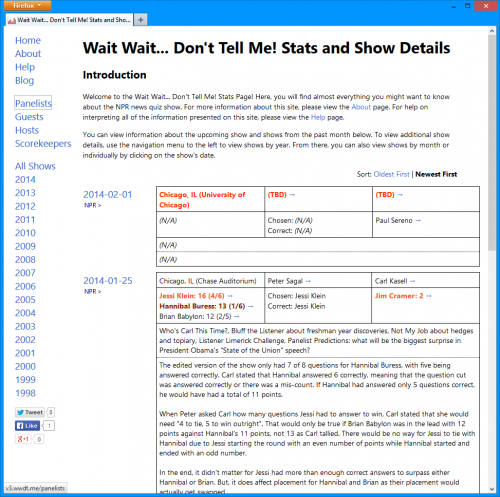 Firefox
Wait Wait... Don't Tell Me! Stats and Sho...
Home
About
Help
Blog
Panelists
Guests
Hosts
Scorekeepers
All Shows
2014
2013
2012
2011
2010
2009
2008
2007
2006
2005
2004
2003
2002
2001
2000
1999
1998
Tweet 8
Like 1
+1 0
v3.wwdt.me/panelists
Wait Wait... Don't Tell Me! Stats and Show Details
Introduction
Welcome to the Wait Wait... Don't Tell Me! Stats Page! Here, you will find almost everything you might want to know
about the NPR news quiz show. For more information about this site, please view the About page. For help on
interpreting all of the information presented on this site, please view the Help page.
You can view information about the upcoming show and shows from the past month below. To view additional show
details, use the navigation menu to the left to view shows by year. From there, you can also view shows by month or
individually by clicking on the show's date.
Sort: Oldest First | Newest First
2014-02-01
NPR >
Chicago, IL (University of
Chicago)
(TBD) →
(TBD) →
(N/A)
Chosen: (N/A)
Correct: (N/A)
Paul Sereno →
(N/A)
(N/A)
2014-01-25
NPR >
Chicago, IL (Chase Auditorium)
Peter Sagal →
Carl Kasell →
Jessi Klein: 16 (4/6) →
Hannibal Buress: 13 (1/6) →
Brian Babylon: 12 (2/5) →
Chosen: Jessi Klein
Correct: Jessi Klein
Jim Cramer: 2 →
Who's Carl This Time?, Bluff the Listener about freshman year discoveries, Not My Job about hedges
and topiary, Listener Limerick Challenge, Panelist Predictions: what will be the biggest surprise in
President Obama's "State of the Union" speech?
The edited version of the show only had 7 of 8 questions for Hannibal Buress, with five being
answered correctly. Carl stated that Hannibal answered 6 correctly, meaning that the question cut
was answered correctly or there was a mis-count. If Hannibal had answered only 5 questions correct,
he would have had a total of 11 points.
When Peter asked Carl how many questions Jessi had to answer to win, Carl stated that she would
need "4 to tie, 5 to win outright". That would only be true if Brian Babylon was in the lead with 12
points against Hannibal's 11 points, not 13 as Carl tallied. There would be no way for Jessi to tie with
Hannibal due to Jessi starting the round with an even number of points while Hannibal started and
ended with an odd number.
In the end, it didn't matter for Jessi had more than enough correct answers to surpass either
Hannibal or Brian. But, it does affect placement for Hannibal and Brian as their placement would
actually get swapped.